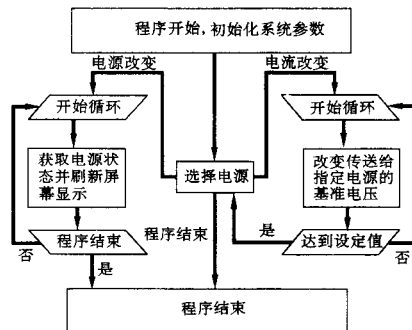 程序开始,初始化系统参数
电源改变
电流改变
开始循环
开始循环
获取电源状
态并刷新屏
幕显示
选择电源
改变传送给
指定电源的
基准电压
程序结束
程序结束
是
达到设定值
否
是
否
程序结束